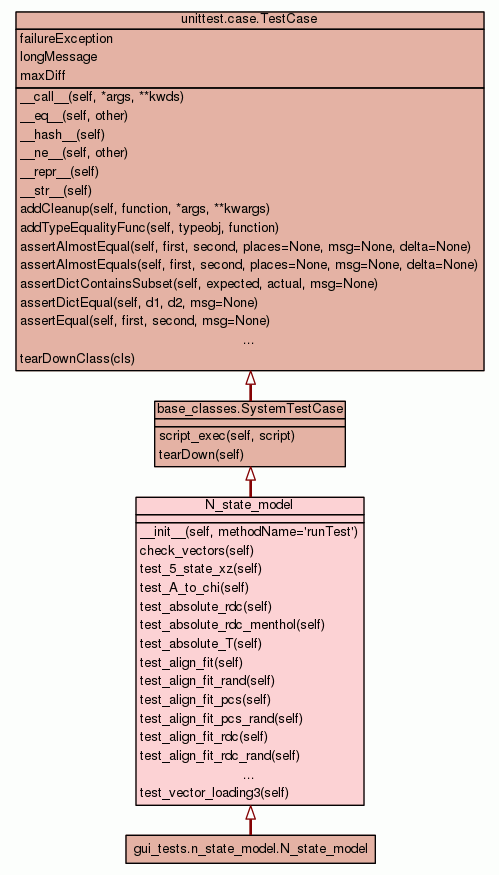 unittest.case.TestCase
failureException
longMessage
maxDiff
__call__(self, *args, **kwds)
__eq__(self, other)
__hash__(self)
__ne__(self, other)
__repr__(self)
__str__(self)
addCleanup(self, function, *args, **kwargs)
addTypeEqualityFunc(self, typeobj, function)
assertAlmostEqual(self, first, second, places=None, msg=None, delta=None)
assertAlmostEquals(self, first, second, places=None, msg=None, delta=None)
assertDictContainsSubset(self, expected, actual, msg=None)
assertDictEqual(self, d1, d2, msg=None)
assertEqual(self, first, second, msg=None)
...
tearDownClass(cls)
base_classes.SystemTestCase
script_exec(self, script)
tearDown(self)
N_state_model
__init__(self, methodName='runTest')
check_vectors(self)
test_5_state_xz(self)
test_A_to_chi(self)
test_absolute_rdc(self)
test_absolute_rdc_menthol(self)
test_absolute_T(self)
test_align_fit(self)
test_align_fit_rand(self)
test_align_fit_pcs(self)
test_align_fit_pcs_rand(self)
test_align_fit_rdc(self)
test_align_fit_rdc_rand(self)
...
test_vector_loading3(self)
gui_tests.n_state_model.N_state_model